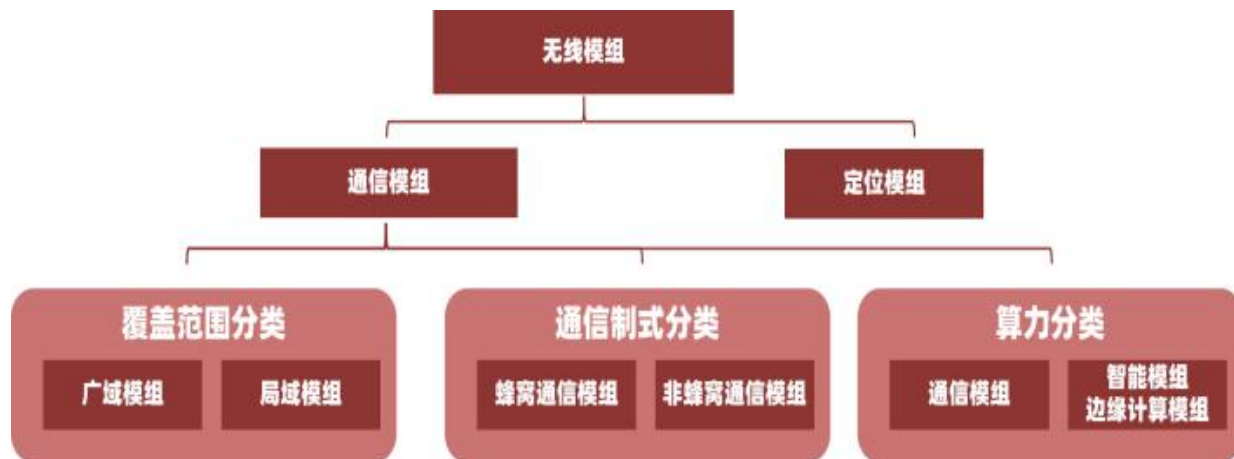 无线模组
通信模组
定位模组
覆盖范围分类
广域模组
局域模组
通信制式分类
蜂窝通信模组
非蜂窝通信模组
算力分类
通信模组
智能模组
边缘计算模组